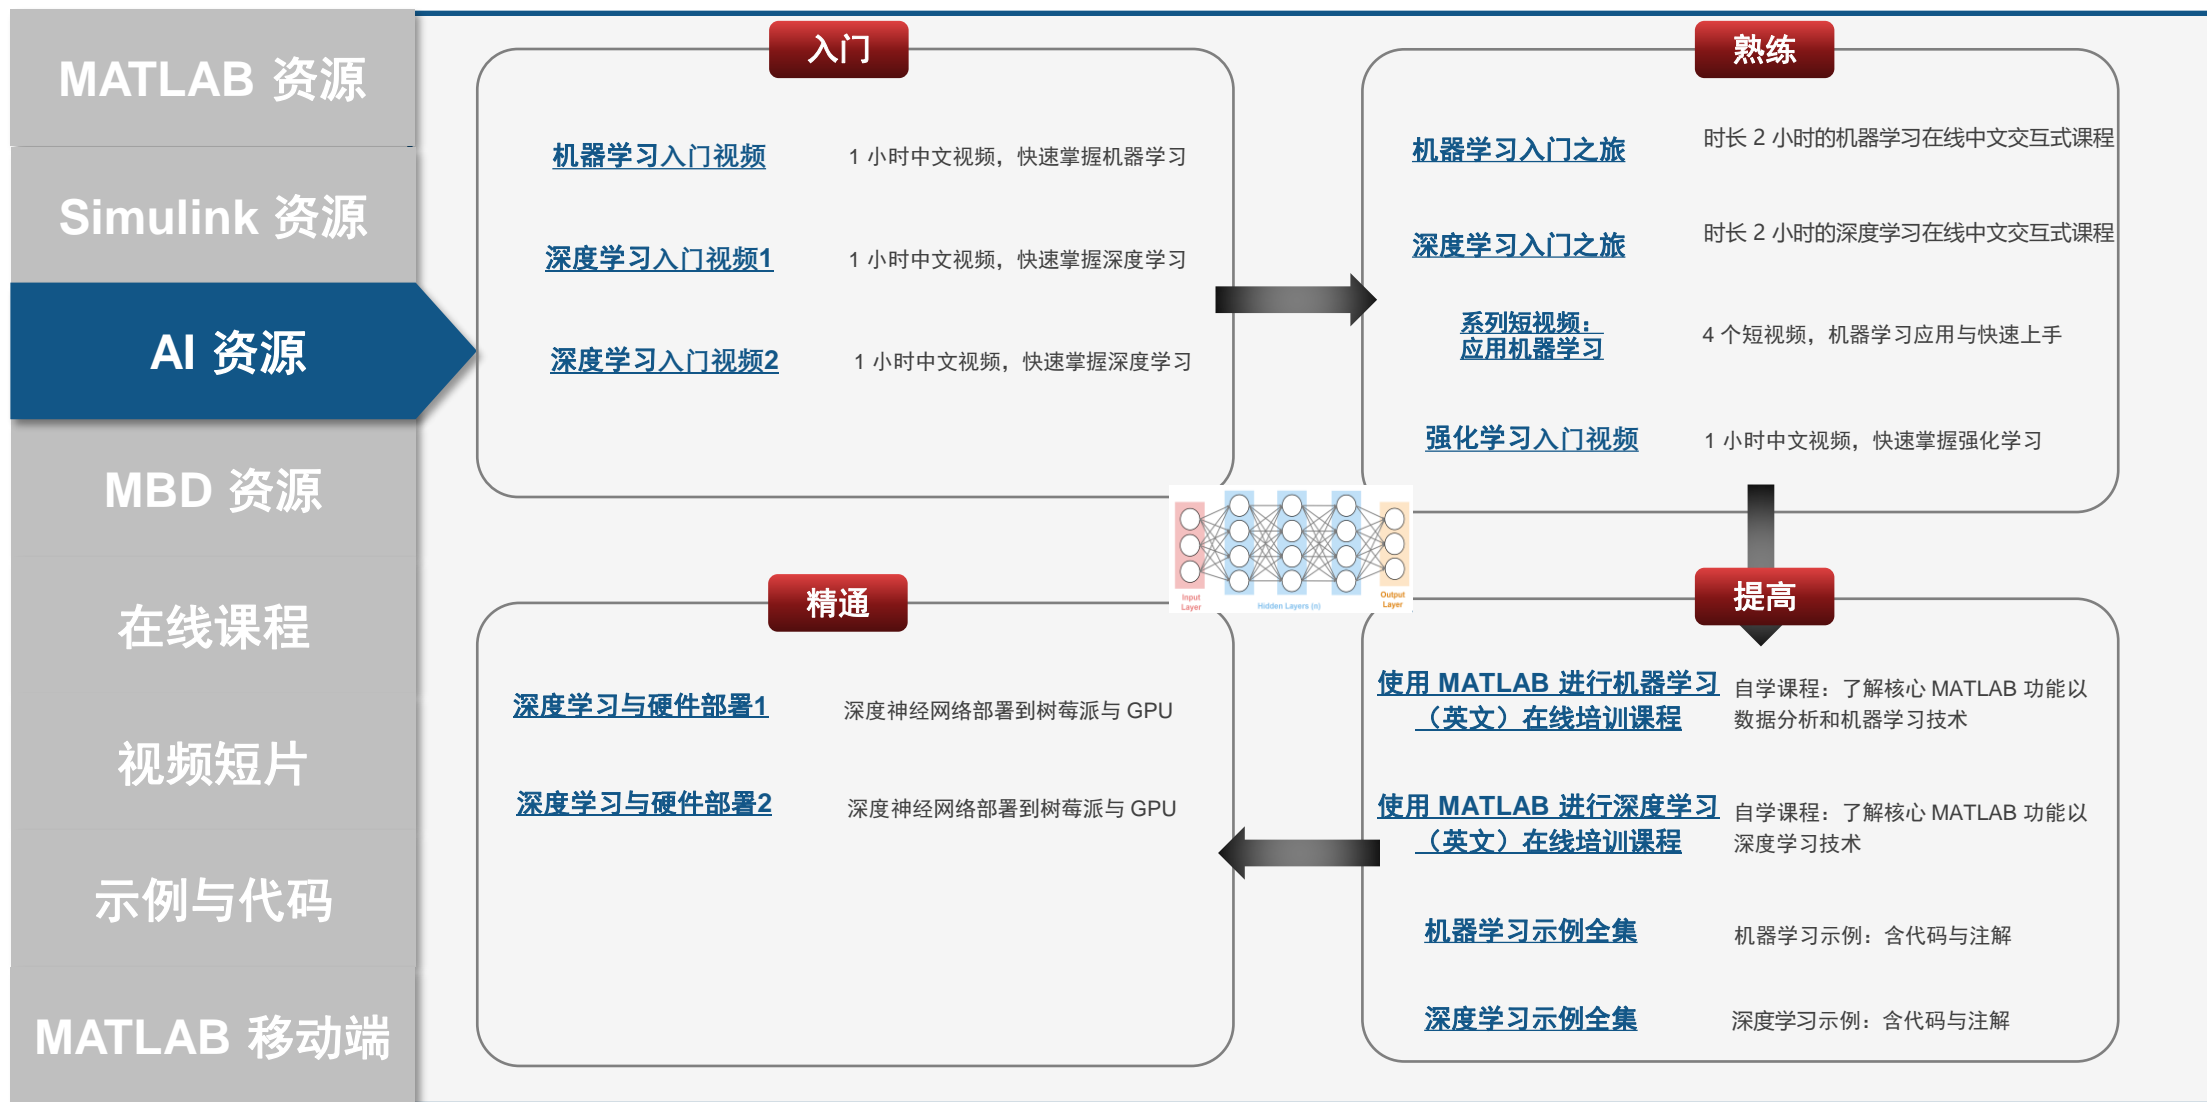 MATLAB 资源
Simulink 资源
AI 资源
MBD 资源
在线课程
视频短片
示例与代码
MATLAB 移动端
入门
机器学习入门视频
1 小时中文视频，快速掌握机器学习
深度学习入门视频1
1 小时中文视频，快速掌握深度学习
深度学习入门视频2
1 小时中文视频，快速掌握深度学习
熟练
机器学习入门之旅
时长 2 小时的机器学习在线中文交互式课程
深度学习入门之旅
时长 2 小时的深度学习在线中文交互式课程
系列短视频：
应用机器学习
4 个短视频，机器学习应用与快速上手
强化学习入门视频
1 小时中文视频，快速掌握强化学习
Input
Layer
Hidden Layers (n)
Output
Layer
提高
使用 MATLAB 进行机器学习
（英文）在线培训课程
自学课程：了解核心 MATLAB 功能以
数据分析和机器学习技术
使用 MATLAB 进行深度学习
（英文）在线培训课程
自学课程：了解核心 MATLAB 功能以
深度学习技术
机器学习示例全集
机器学习示例：含代码与注解
深度学习示例全集
深度学习示例：含代码与注解
精通
深度学习与硬件部署1
深度神经网络部署到树莓派与 GPU
深度学习与硬件部署2
深度神经网络部署到树莓派与 GPU